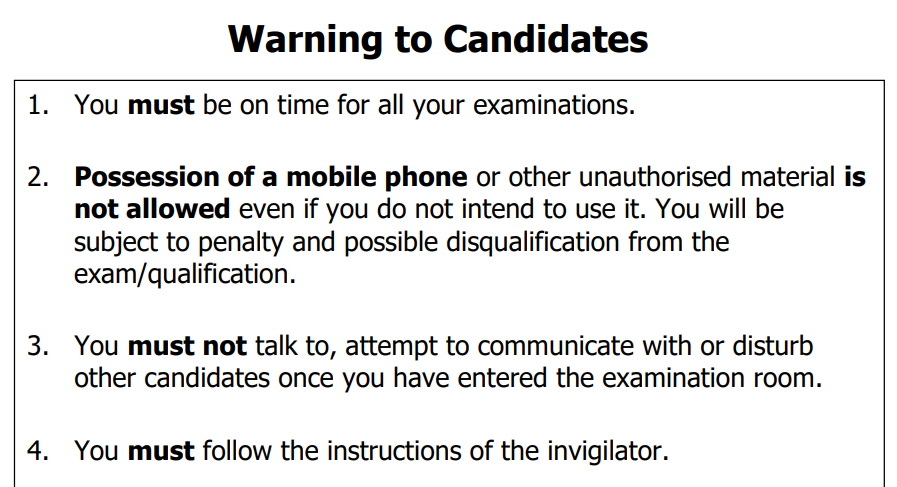 Warning to Candidates
1. You must be on time for all your examinations.
2. Possession of a mobile phone or other unauthorised material is
not allowed even if you do not intend to use it. You will be
subject to penalty and possible disqualification from the
exam/qualification.
3. You must not talk to, attempt to communicate with or disturb
other candidates once you have entered the examination room.
4. You must follow the instructions of the invigilator.